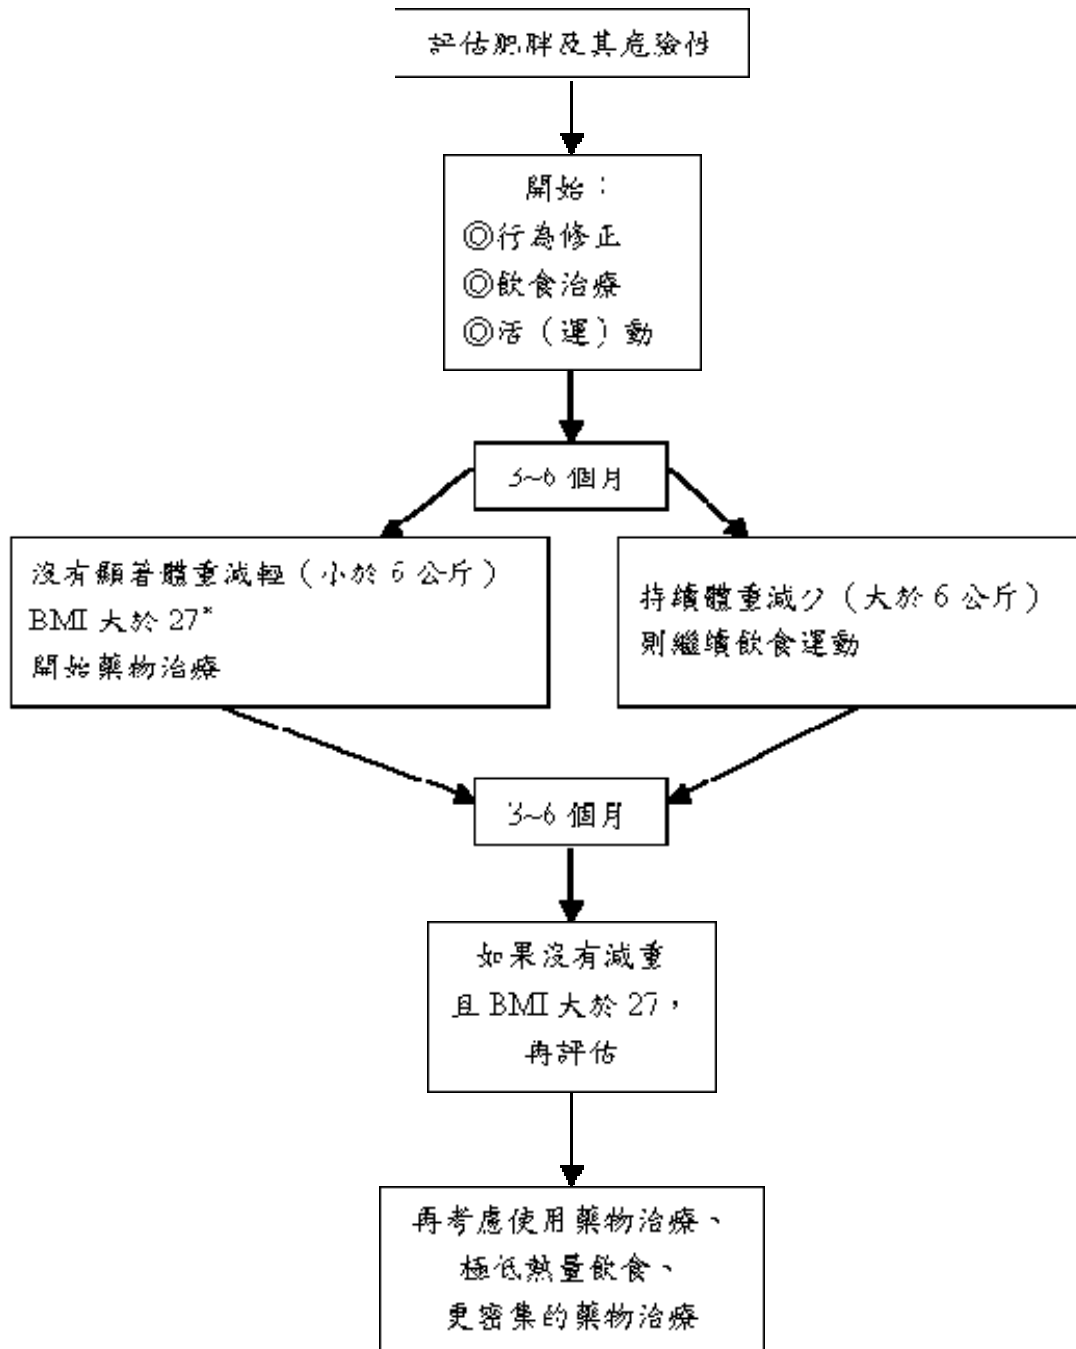 評估肥胖及其危險性
開始：
◎行為修正
◎飲食治療
◎活（運）動
3~6 個月
沒有顯著體重減輕（小於 6 公斤）
BMI 大於 27*
開始藥物治療
持續體重減少（大於 6 公斤）
則繼續飲食運動
3~6 個月
如果沒有減重
且 BMI 大於 27，
再評估
再考慮使用藥物治療、
極低熱量飲食、
更密集的藥物治療